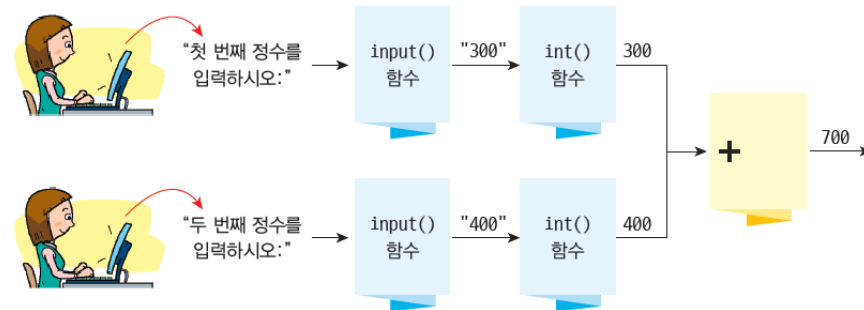 “첫 번째 정수를
입력하시오:”
input()
함수
"300"
int()
함수
300
+
700
“두 번째 정수를
입력하시오:”
input()
함수
"400"
int()
함수
400